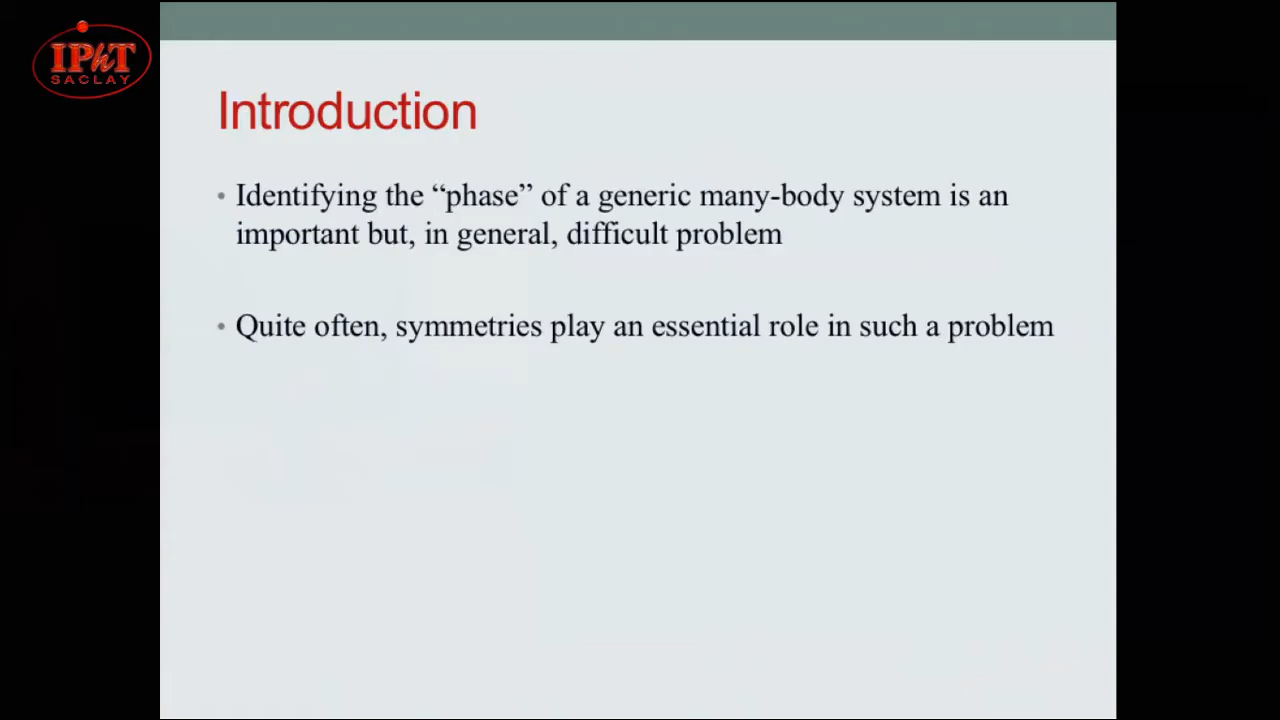 IPhT
SACLAY
Introduction
• Identifying the “phase” of a generic many-body system is an
important but, in general, difficult problem
• Quite often, symmetries play an essential role in such a problem